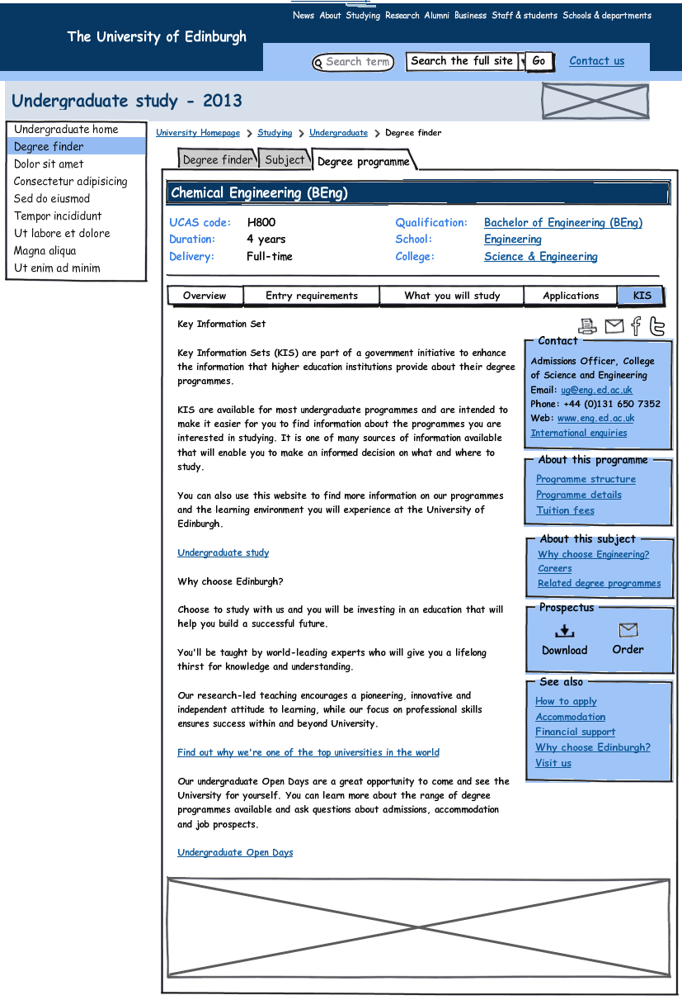 News About Studying Research Alumni Business Staff & students Schools & departments
The University of Edinburgh
Search term
Search the full site
Go
Contact us
Undergraduate study - 2013
Undergraduate home
Degree finder
Dolor sit amet
Consectetur adipisicing
Sed do eiusmod
Tempor incididunt
Ut labore et dolore
Magna aliqua
Ut enim ad minim
University Homepage > Studying > Undergraduate > Degree finder
Degree finder
Subject
Degree programme
Chemical Engineering (BEng)
UCAS code: H800
Duration: 4 years
Delivery: Full-time
Qualification: Bachelor of Engineering (BEng)
School: Engineering
College: Science & Engineering
Overview
Entry requirements
What you will study
Applications
KIS
Key Information Set
Key Information Sets (KIS) are part of a government initiative to enhance
the information that higher education institutions provide about their degree
programmes.
KIS are available for most undergraduate programmes and are intended to
make it easier for you to find information about the programmes you are
interested in studying. It is one of many sources of information available
that will enable you to make an informed decision on what and where to
study.
You can also use this website to find more information on our programmes
and the learning environment you will experience at the University of
Edinburgh.
Undergraduate study
Why choose Edinburgh?
Choose to study with us and you will be investing in an education that will
help you build a successful future.
You'll be taught by world-leading experts who will give you a lifelong
thirst for knowledge and understanding.
Our research-led teaching encourages a pioneering, innovative and
independent attitude to learning, while our focus on professional skills
ensures success within and beyond University.
Find out why we're one of the top universities in the world
Our undergraduate Open Days are a great opportunity to come and see the
University for yourself. You can learn more about the range of degree
programmes available and ask questions about admissions, accommodation
and job prospects.
Undergraduate Open Days
Contact
Admissions Officer, College
of Science and Engineering
Email: ug@eng.ed.ac.uk
Phone: +44 (0)131 650 7352
Web: www.eng.ed.ac.uk
International enquiries
About this programme
Programme structure
Programme details
Tuition fees
About this subject
Why choose Engineering?
Careers
Related degree programmes
Prospectus
Download
Order
See also
How to apply
Accommodation
Financial support
Why choose Edinburgh?
Visit us